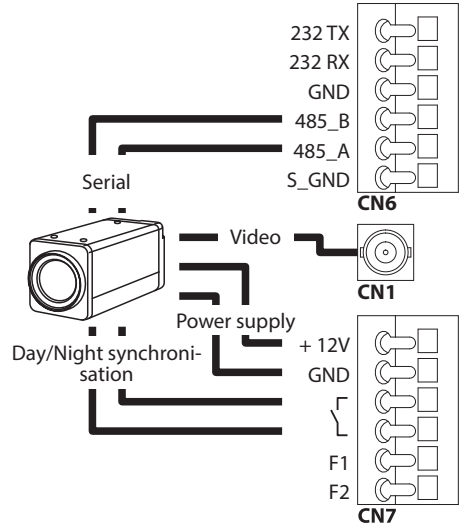 232 TX
232 RX
GND
485_B
485_A
S_GND
CN6
Serial
Video
CN1
Power supply
Day/Night synchroni-
sation
+ 12V
GND
F1
F2
CN7